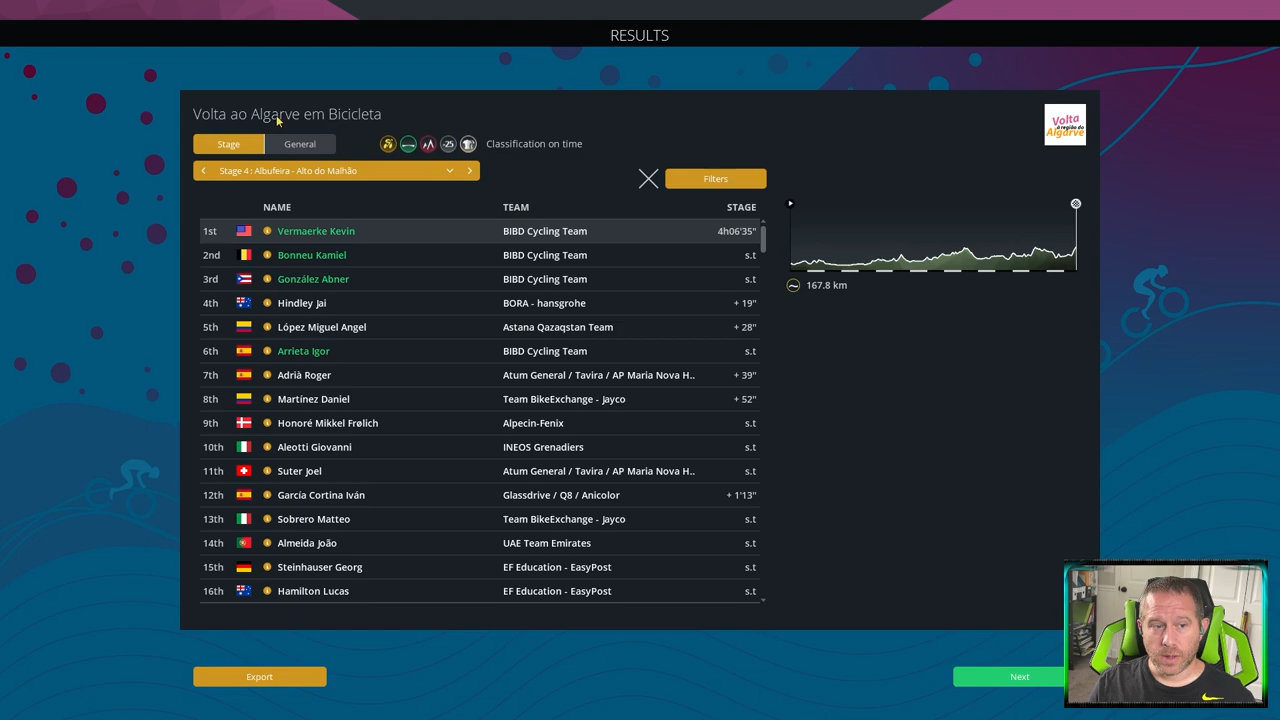 RESULTS
Volta ao Algarve em Bicicleta
Volta à região do Algarve
Stage General -25 Classification on time
Stage 4 : Albufeira - Alto do Malhão
Filters
NAME TEAM STAGE
1st Vermaerke Kevin BIBD Cycling Team 4h06'35"
2nd Bonneu Kamiel BIBD Cycling Team s.t
3rd González Abner BIBD Cycling Team s.t
4th Hindley Jai BORA - hansgrohe + 19"
5th López Miguel Angel Astana Qazaqstan Team + 28"
6th Arrieta Igor BIBD Cycling Team s.t
7th Adrià Roger Atum General / Tavira / AP Maria Nova H.. + 39"
8th Martínez Daniel Team BikeExchange - Jayco + 52"
9th Honoré Mikkel Frølich Alpecin-Fenix s.t
10th Aleotti Giovanni INEOS Grenadiers s.t
11th Suter Joel Atum General / Tavira / AP Maria Nova H.. s.t
12th García Cortina Iván Glassdrive / Q8 / Anicolor + 1'13"
13th Sobrero Matteo Team BikeExchange - Jayco s.t
14th Almeida João UAE Team Emirates s.t
15th Steinhauser Georg EF Education - EasyPost s.t
16th Hamilton Lucas EF Education - EasyPost s.t
167.8 km
Export
Next